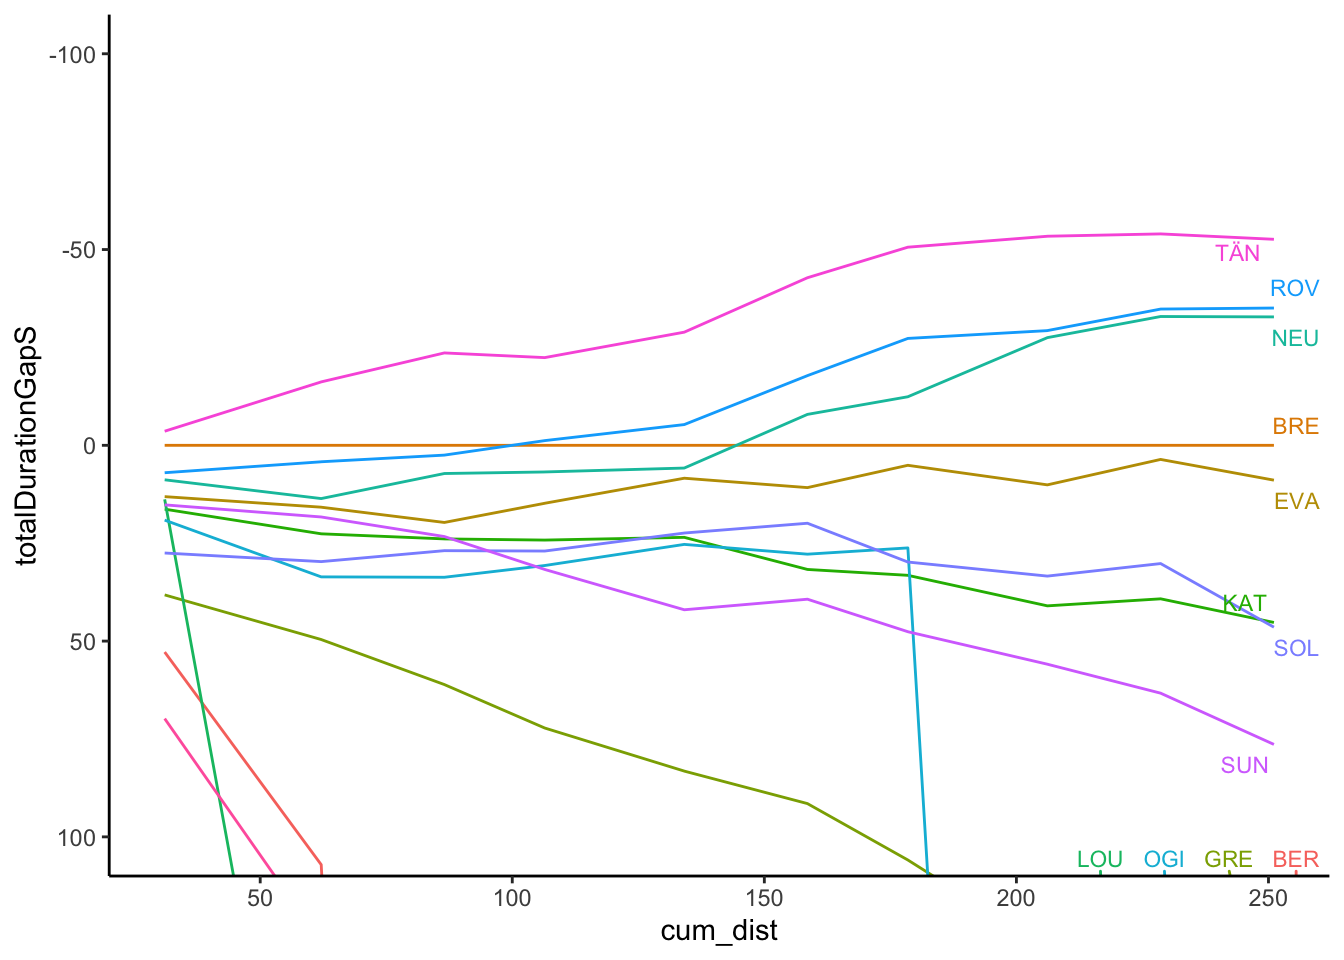 totalDurationGapS
-100
-50
0
50
100
TÄN
ROV
NEU
BRE
EVA
KAT
SOL
SUN
LOU OGI GRE BER
50 100 150 200 250
cum_dist